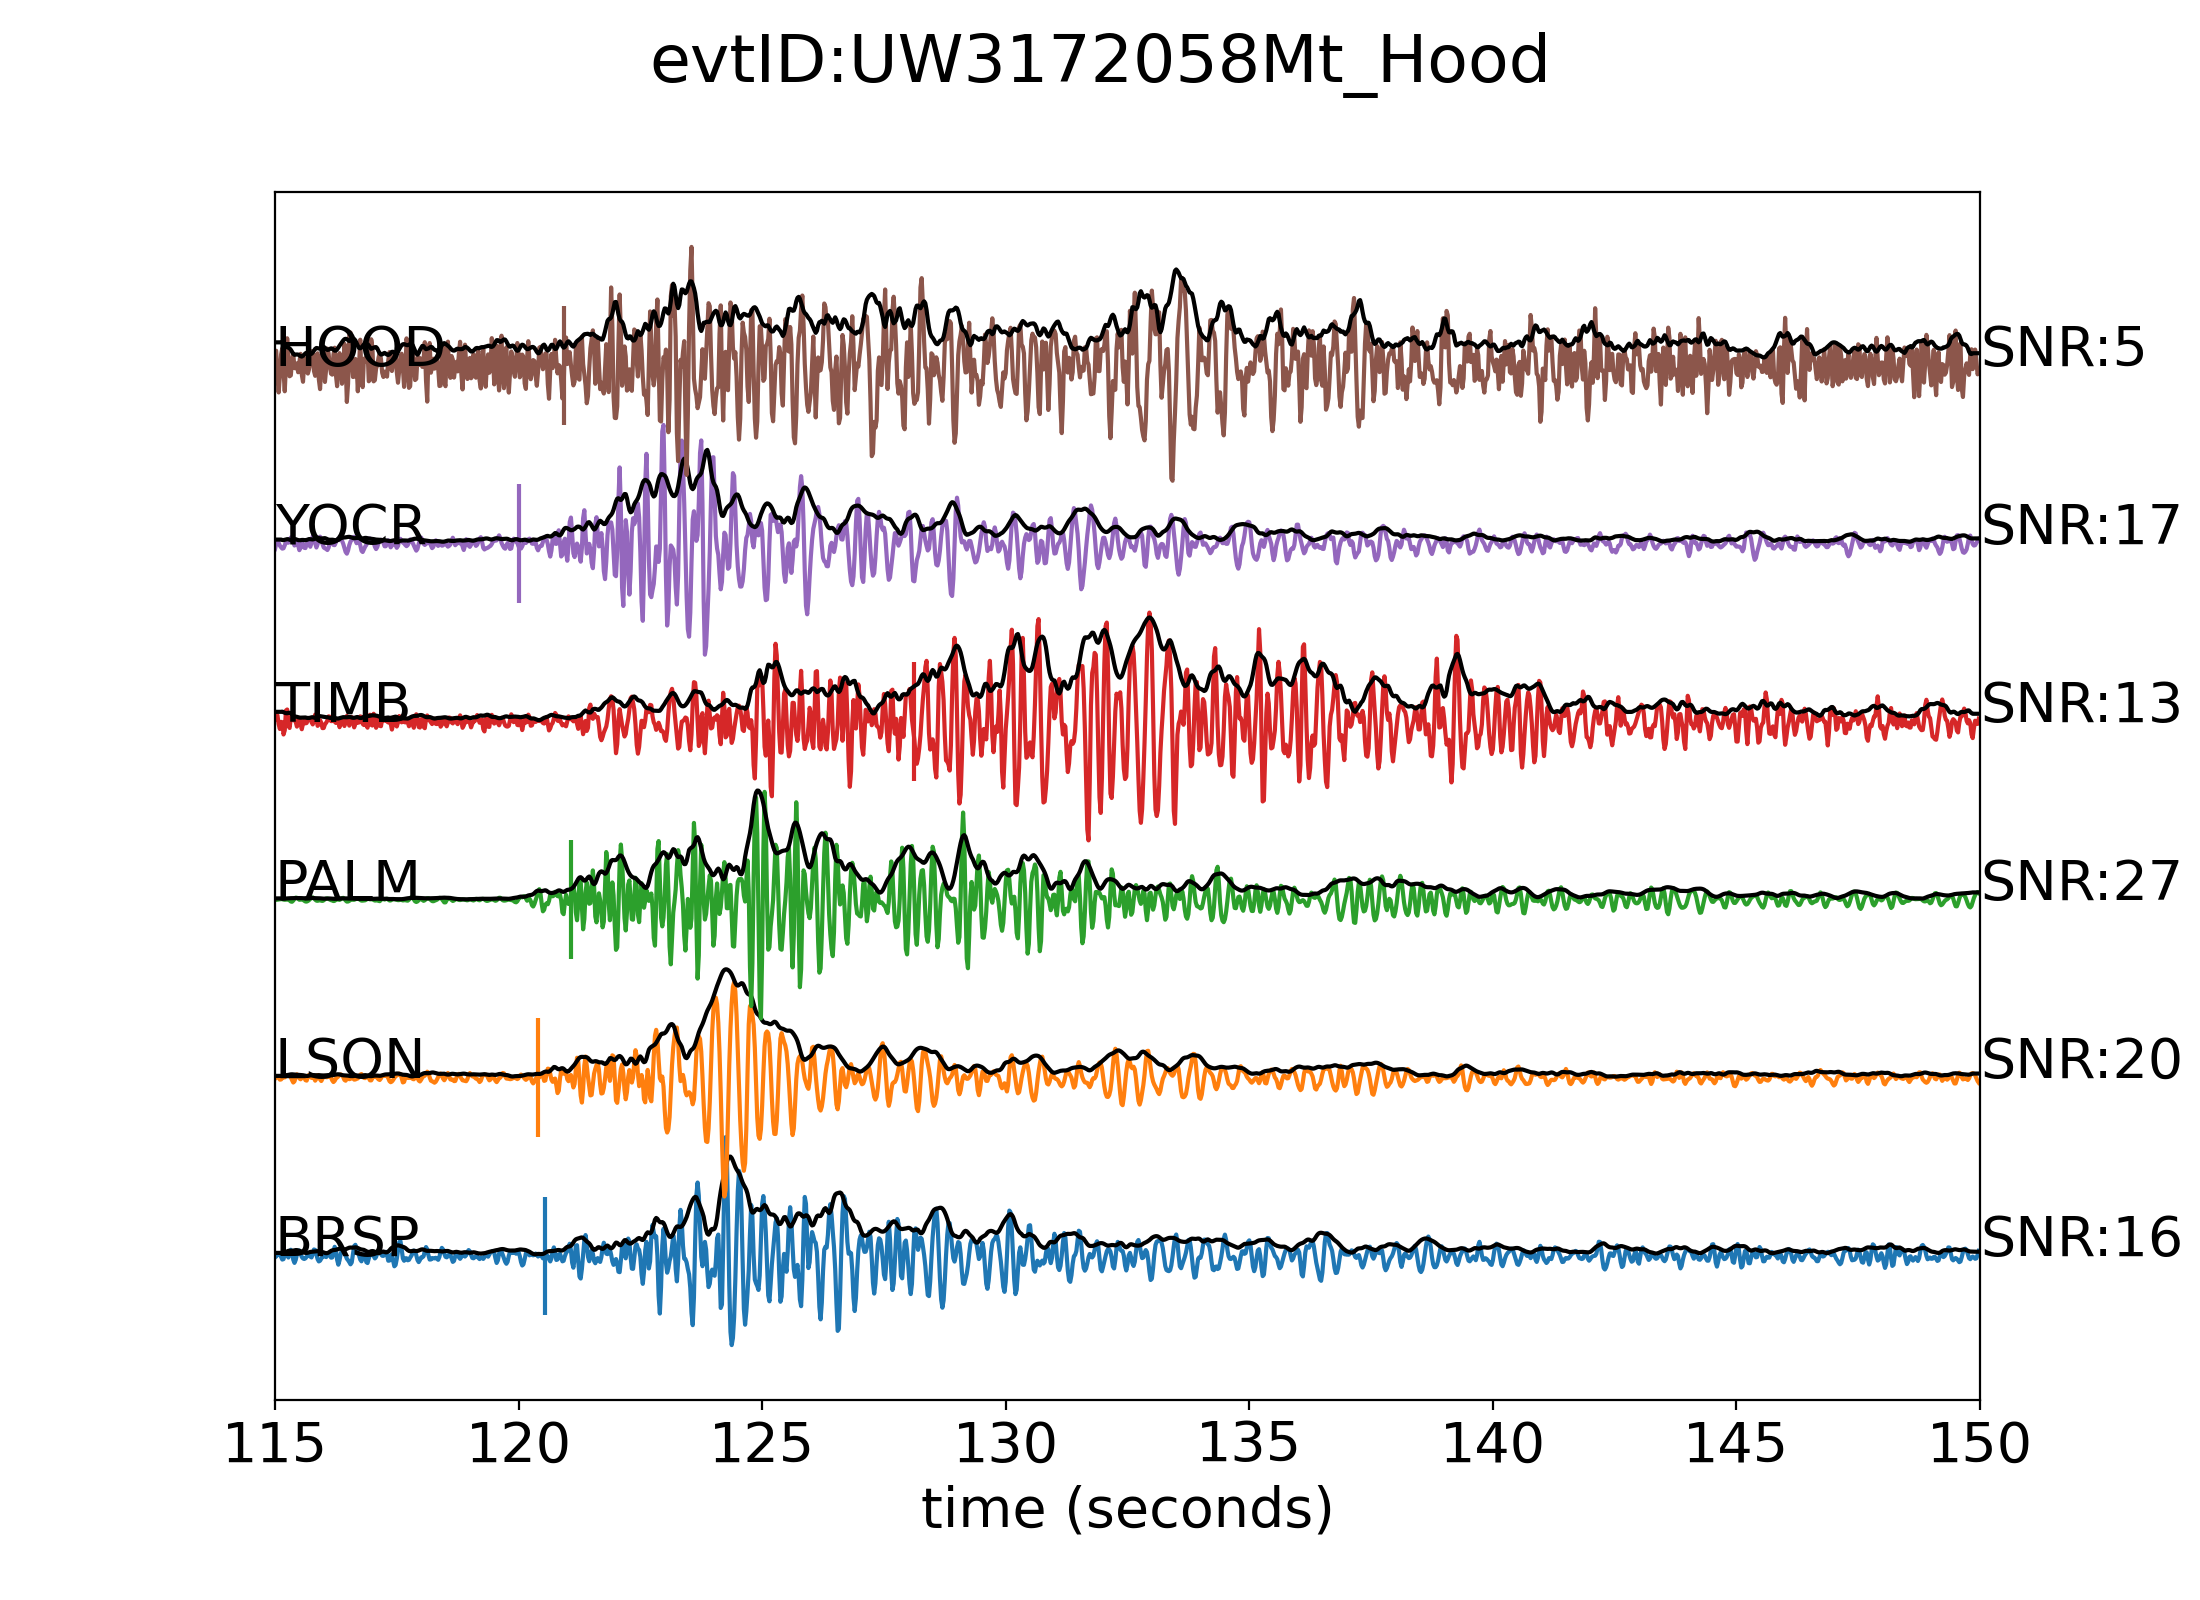 evtID:UW3172058Mt_Hood
HOOD SNR:5
YOCR SNR:17
TIMB SNR:13
PALM SNR:27
LSON SNR:20
BRSP SNR:16
115 120 125 130 135 140 145 150
time (seconds)